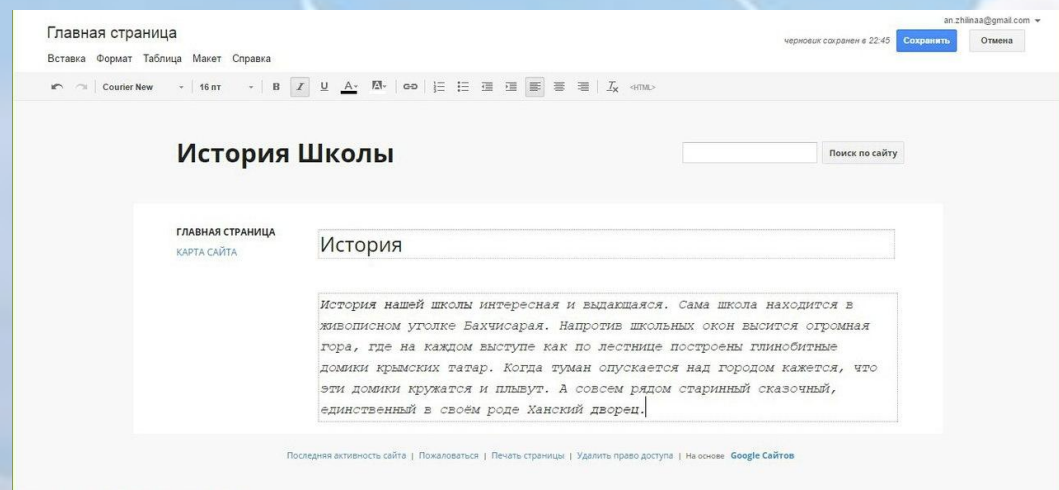 an.zhilinaa@gmail.com
Главная страница
черновик сохранен в 22:45 Сохранить Отмена
Вставка Формат Таблица Макет Справка
Courier New 16 пт B I U A A Tx <HTML>
История Школы
Поиск по сайту
ГЛАВНАЯ СТРАНИЦА
КАРТА САЙТА
История
История нашей школы интересная и выдающаяся. Сама школа находится в
живописном уголке Бахчисарая. Напротив школьных окон высится огромная
гора, где на каждом выступе как по лестнице построены глинобитные
домики крымских татар. Когда туман опускается над городом кажется, что
эти домики кружатся и плывут. А совсем рядом старинный сказочный,
единственный в своём роде Ханский дворец.
Последняя активность сайта | Пожаловаться | Печать страницы | Удалить право доступа | На основе Google Сайтов